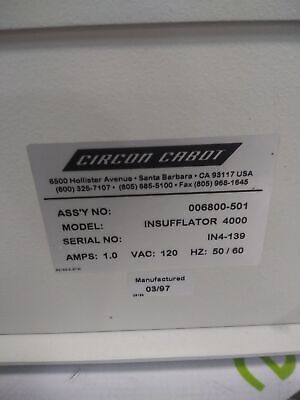 CIRCON CABOT
6500 Hollister Avenue • Santa Barbara • CA 93117 USA
(800) 325-7107 • (805) 685-5100 • Fax (805) 968-1645
ASS'Y NO: 006800-501
MODEL: INSUFFLATOR 4000
SERIAL NO: IN4-139
AMPS: 1.0 VAC: 120 HZ: 50 / 60
Manufactured
03/97